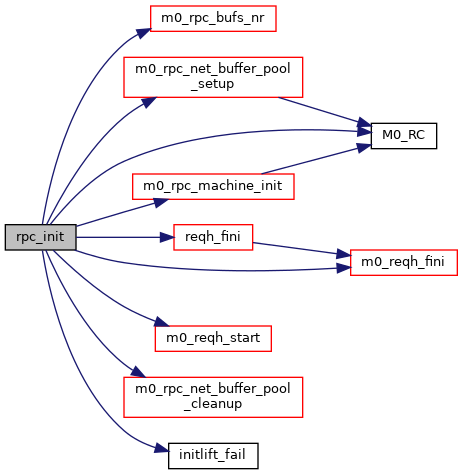 m0_rpc_bufs_nr
m0_rpc_net_buffer_pool
_setup
M0_RC
m0_rpc_machine_init
rpc_init
reqh_fini
m0_reqh_fini
m0_reqh_start
m0_rpc_net_buffer_pool
_cleanup
initlift_fail